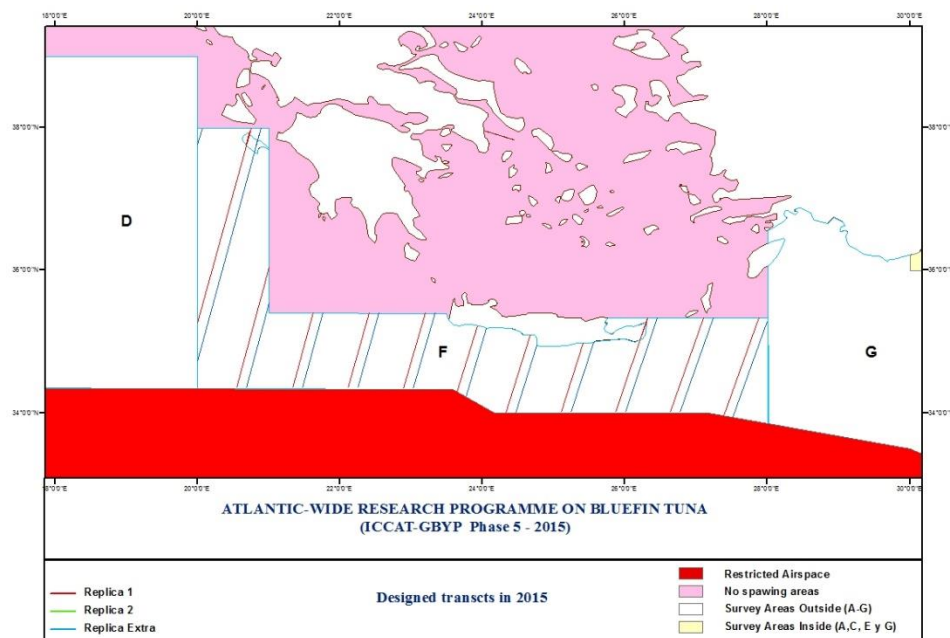 18°0'0"E 20°0'0"E 22°0'0"E 24°0'0"E 26°0'0"E 28°0'0"E 30°0'0"E
38°0'0"N 38°0'0"N
D
36°0'0"N 36°0'0"N
F G
34°0'0"N 34°0'0"N
18°0'0"E 20°0'0"E 22°0'0"E 24°0'0"E 26°0'0"E 28°0'0"E 30°0'0"E
ATLANTIC-WIDE RESEARCH PROGRAMME ON BLUEFIN TUNA
(ICCAT-GBYP Phase 5 - 2015)
Replica 1
Replica 2
Replica Extra
Designed transcts in 2015
Restricted Airspace
No spawing areas
Survey Areas Outside (A-G)
Survey Areas Inside (A,C, E y G)